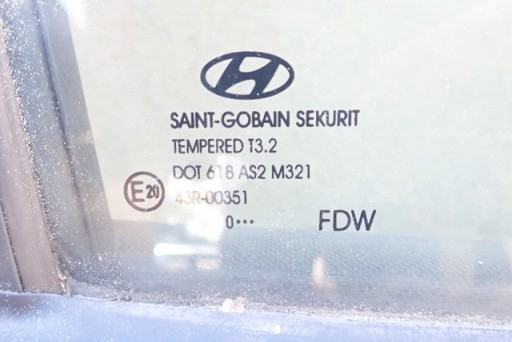 SAINT-GOBAIN SEKURIT
TEMPERED T3.2
DOT 618 AS2 M321
E20 43R-00351
0••• FDW